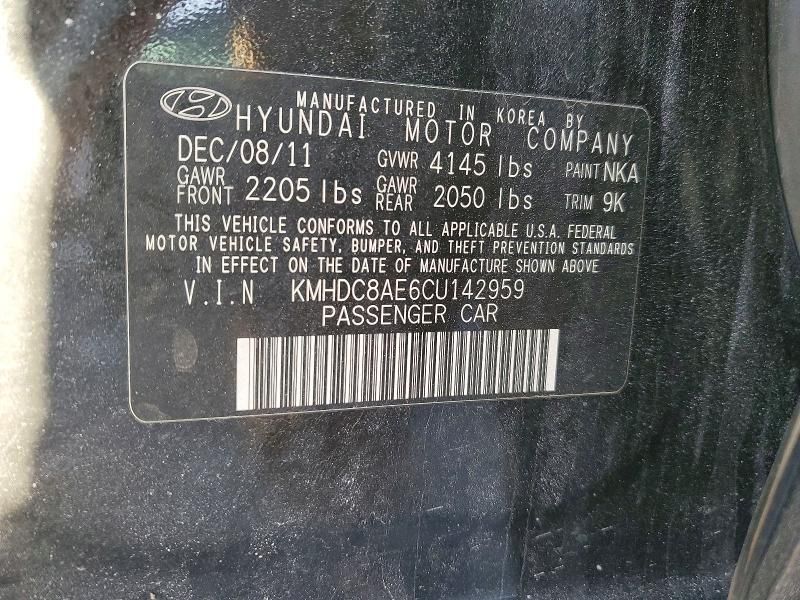 MANUFACTURED IN KOREA BY
HYUNDAI MOTOR COMPANY
DEC/08/11 GVWR 4145 lbs PAINT NKA
GAWR FRONT 2205 lbs GAWR REAR 2050 lbs TRIM 9K
THIS VEHICLE CONFORMS TO ALL APPLICABLE U.S.A. FEDERAL
MOTOR VEHICLE SAFETY, BUMPER, AND THEFT PREVENTION STANDARDS
IN EFFECT ON THE DATE OF MANUFACTURE SHOWN ABOVE
V.I.N KMHDC8AE6CU142959
PASSENGER CAR